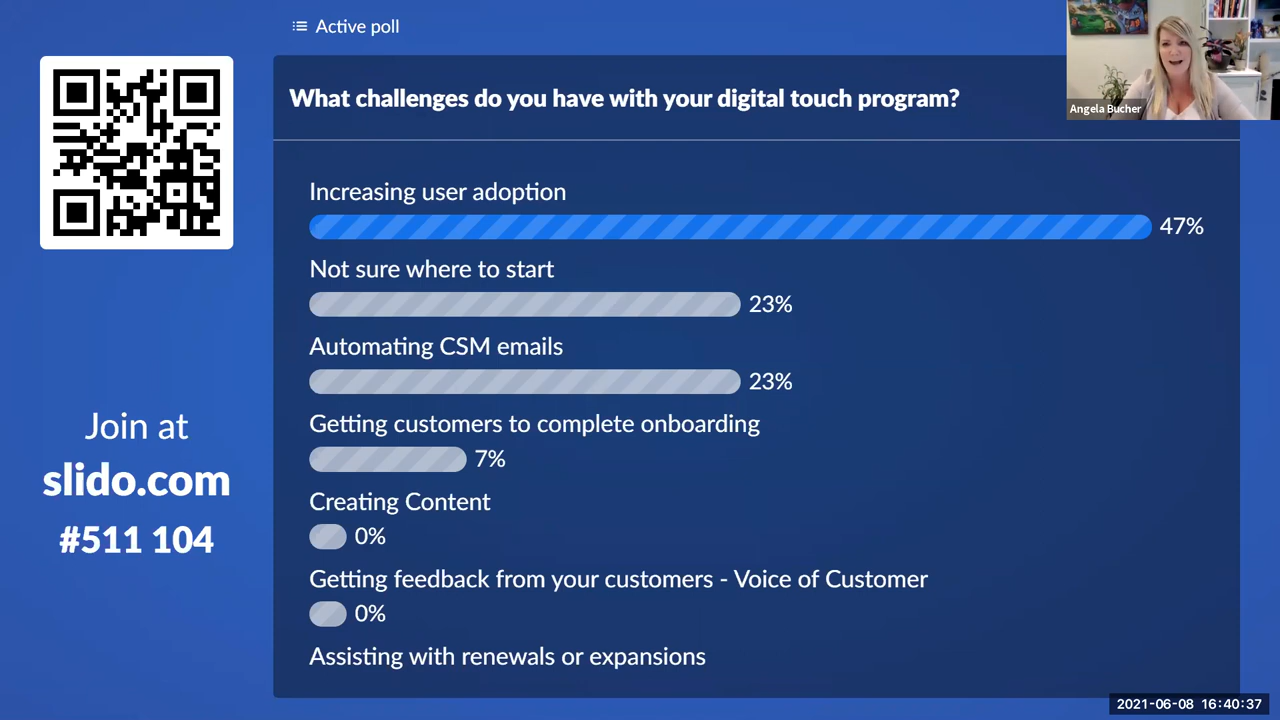 Active poll
What challenges do you have with your digital touch program?
Angela Bucher
Increasing user adoption
47%
Not sure where to start
23%
Automating CSM emails
23%
Getting customers to complete onboarding
7%
Creating Content
0%
Getting feedback from your customers - Voice of Customer
0%
Assisting with renewals or expansions
Join at
slido.com
#511 104
2021-06-08 16:40:37